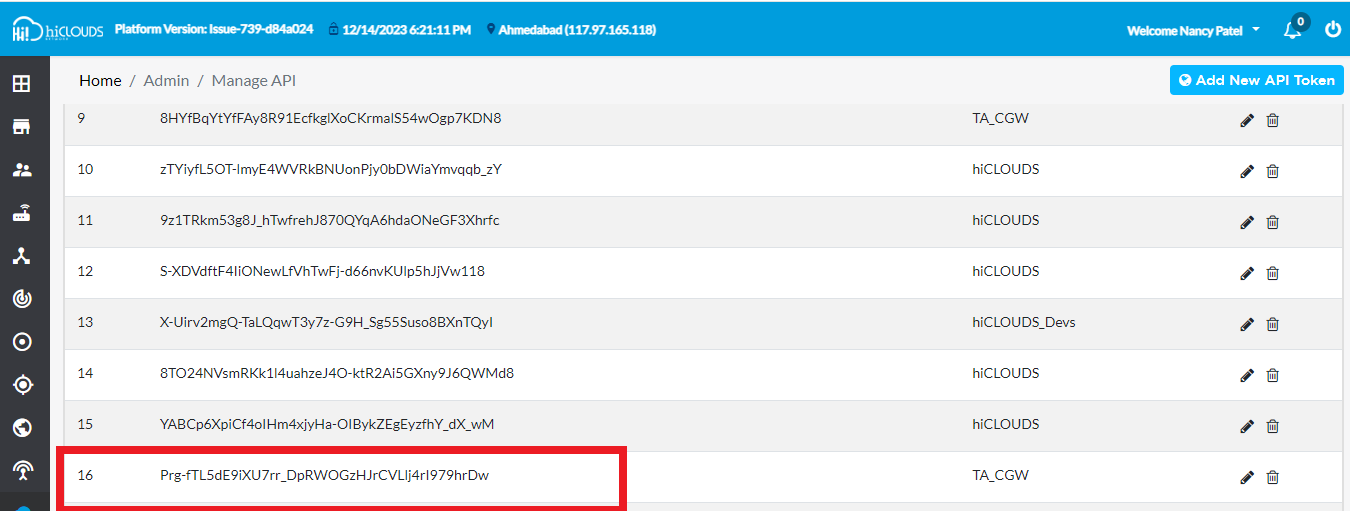 hiCLOUDS
NETWORK
Platform Version: Issue-739-d84a024
12/14/2023 6:21:11 PM
Ahmedabad (117.97.165.118)
Welcome Nancy Patel
0
Home / Admin / Manage API
Add New API Token
9 8HYfBqYtYfFAy8R91EcfkglXoCKrmalS54wOgp7KDN8 TA_CGW
10 zTYiyfL5OT-ImyE4WVRkBNUonPjy0bDWiaYmvqqb_zY hiCLOUDS
11 9z1TRkm53g8J_hTwfrehJ870QYqA6hdaONeGF3Xhrfc hiCLOUDS
12 S-XDVdftF4IiONewLfVhTwFj-d66nvKUlp5hJjVw118 hiCLOUDS
13 X-Uirv2mgQ-TaLQqwT3y7z-G9H_Sg55Suso8BXnTQyI hiCLOUDS_Devs
14 8TO24NVsmRKk1l4uahzeJ4O-ktR2Ai5GXny9J6QWMd8 hiCLOUDS
15 YABCp6XpiCf4oIHm4xjyHa-OIBykZEgEyzfhY_dX_wM hiCLOUDS
16 Prg-fTL5dE9iXU7rr_DpRWOGzHJrCVLlj4rI979hrDw TA_CGW